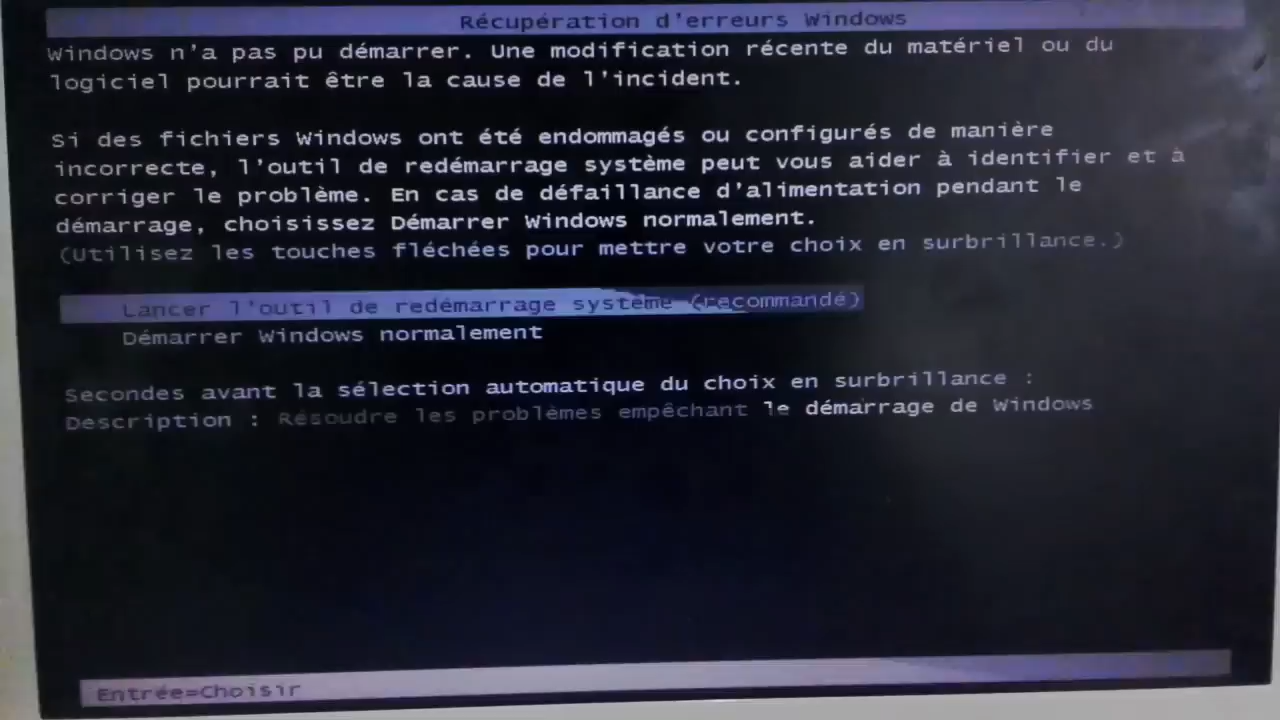 Récupération d'erreurs Windows
Windows n'a pas pu démarrer. Une modification récente du matériel ou du
logiciel pourrait être la cause de l'incident.
Si des fichiers Windows ont été endommagés ou configurés de manière
incorrecte, l'outil de redémarrage système peut vous aider à identifier et à
corriger le problème. En cas de défaillance d'alimentation pendant le
démarrage, choisissez Démarrer Windows normalement.
(Utilisez les touches fléchées pour mettre votre choix en surbrillance.)
Lancer l'outil de redémarrage système (recommandé)
Démarrer Windows normalement
Secondes avant la sélection automatique du choix en surbrillance :
Description : Résoudre les problèmes empêchant le démarrage de Windows
Entrée=Choisir